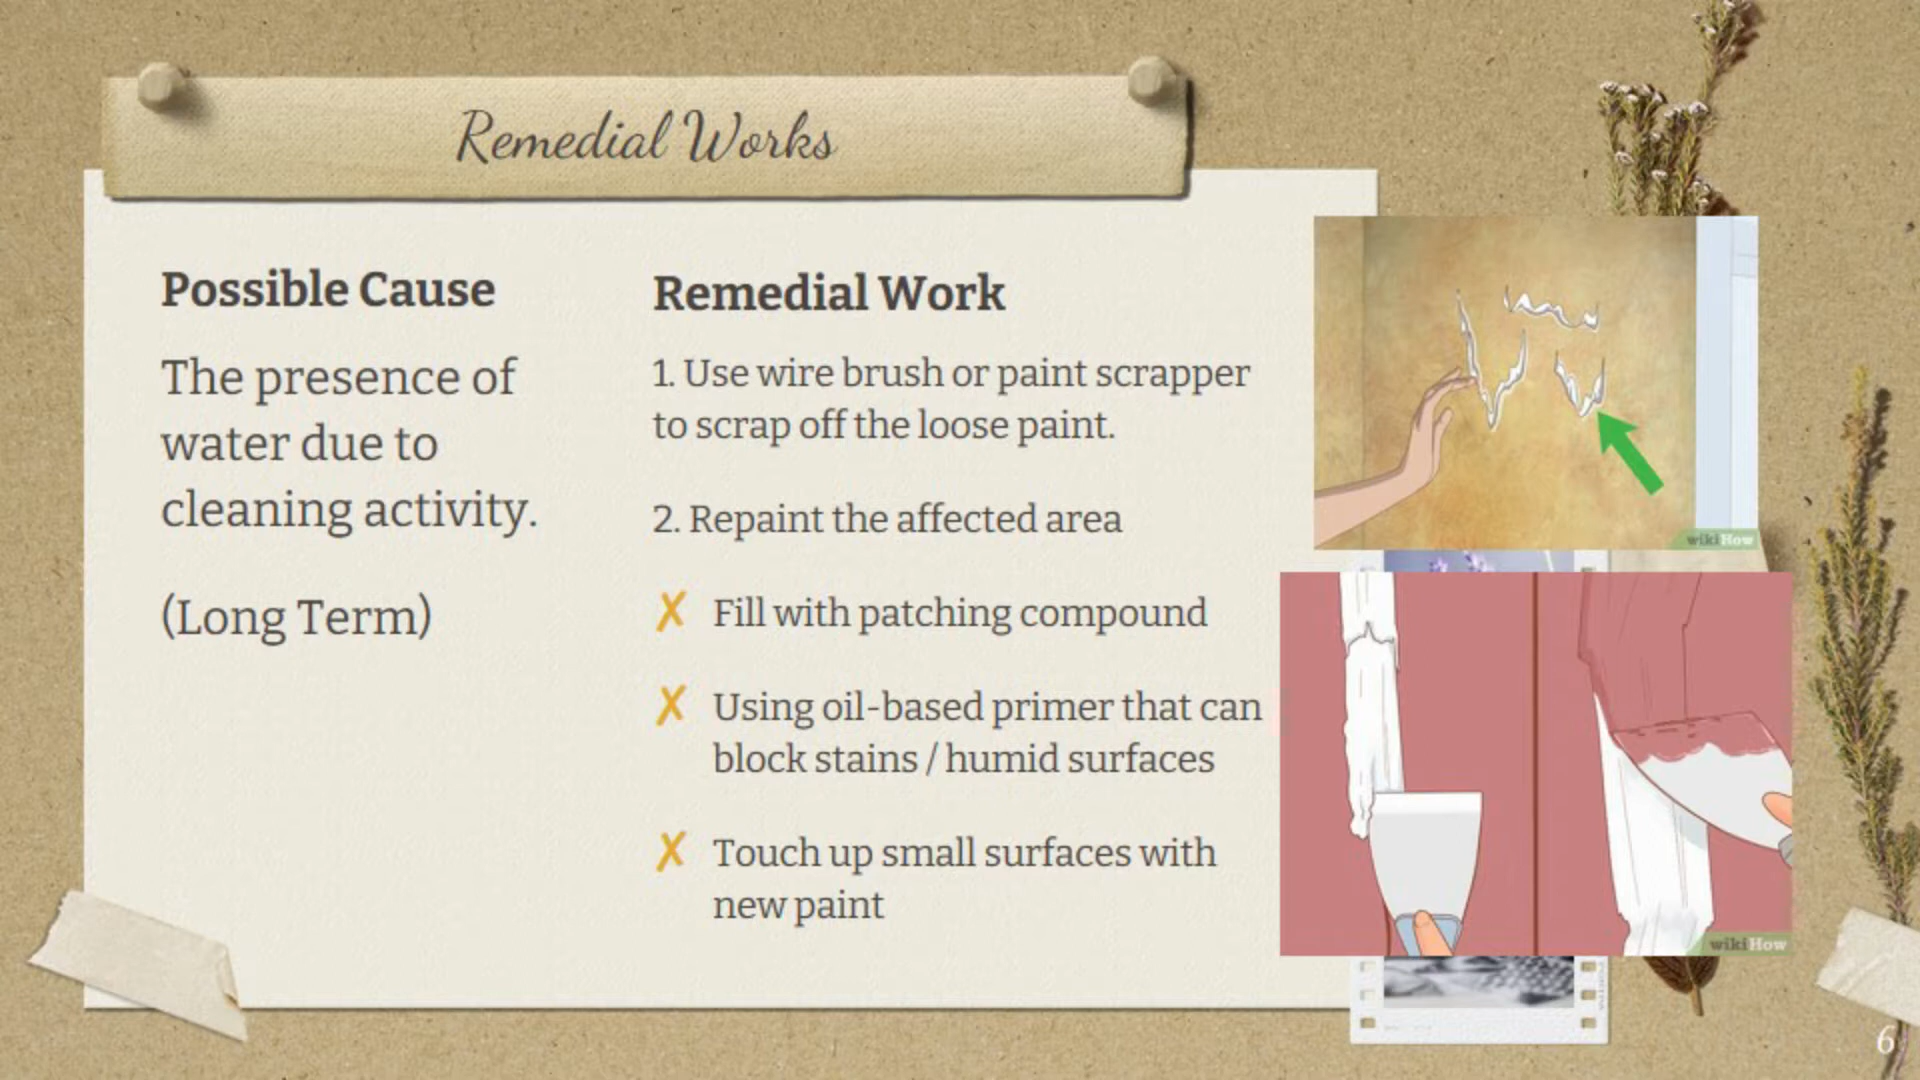 Remedial Works
Possible Cause
The presence of
water due to
cleaning activity.
(Long Term)
Remedial Work
1. Use wire brush or paint scrapper
to scrap off the loose paint.
2. Repaint the affected area
✗ Fill with patching compound
✗ Using oil-based primer that can
block stains / humid surfaces
✗ Touch up small surfaces with
new paint
wikiHow
wikiHow
6